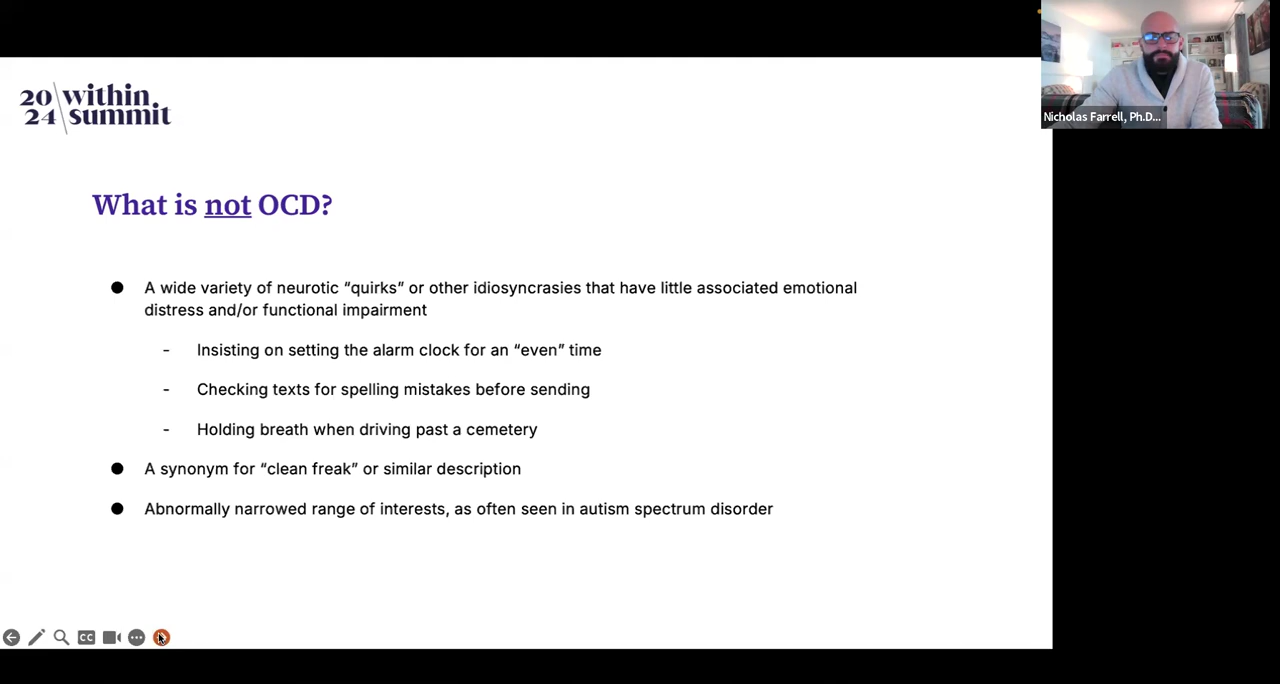 20 within
24 summit
Nicholas Farrell, Ph.D...
What is not OCD?
● A wide variety of neurotic “quirks” or other idiosyncrasies that have little associated emotional
distress and/or functional impairment
- Insisting on setting the alarm clock for an “even” time
- Checking texts for spelling mistakes before sending
- Holding breath when driving past a cemetery
● A synonym for “clean freak” or similar description
● Abnormally narrowed range of interests, as often seen in autism spectrum disorder
CC